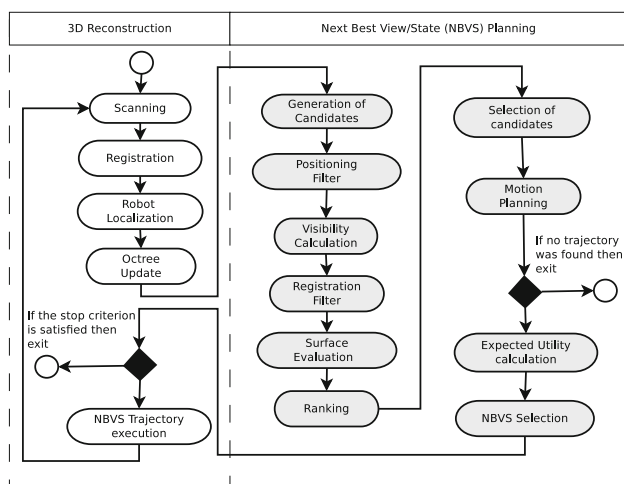 3D Reconstruction
Next Best View/State (NBVS) Planning
Scanning
Registration
Robot
Localization
Octree
Update
If the stop criterion
is satisfied then
exit
NBVS Trajectory
execution
Generation of
Candidates
Positioning
Filter
Visibility
Calculation
Registration
Filter
Surface
Evaluation
Ranking
Selection of
candidates
Motion
Planning
If no trajectory
was found then
exit
Expected Utility
calculation
NBVS Selection